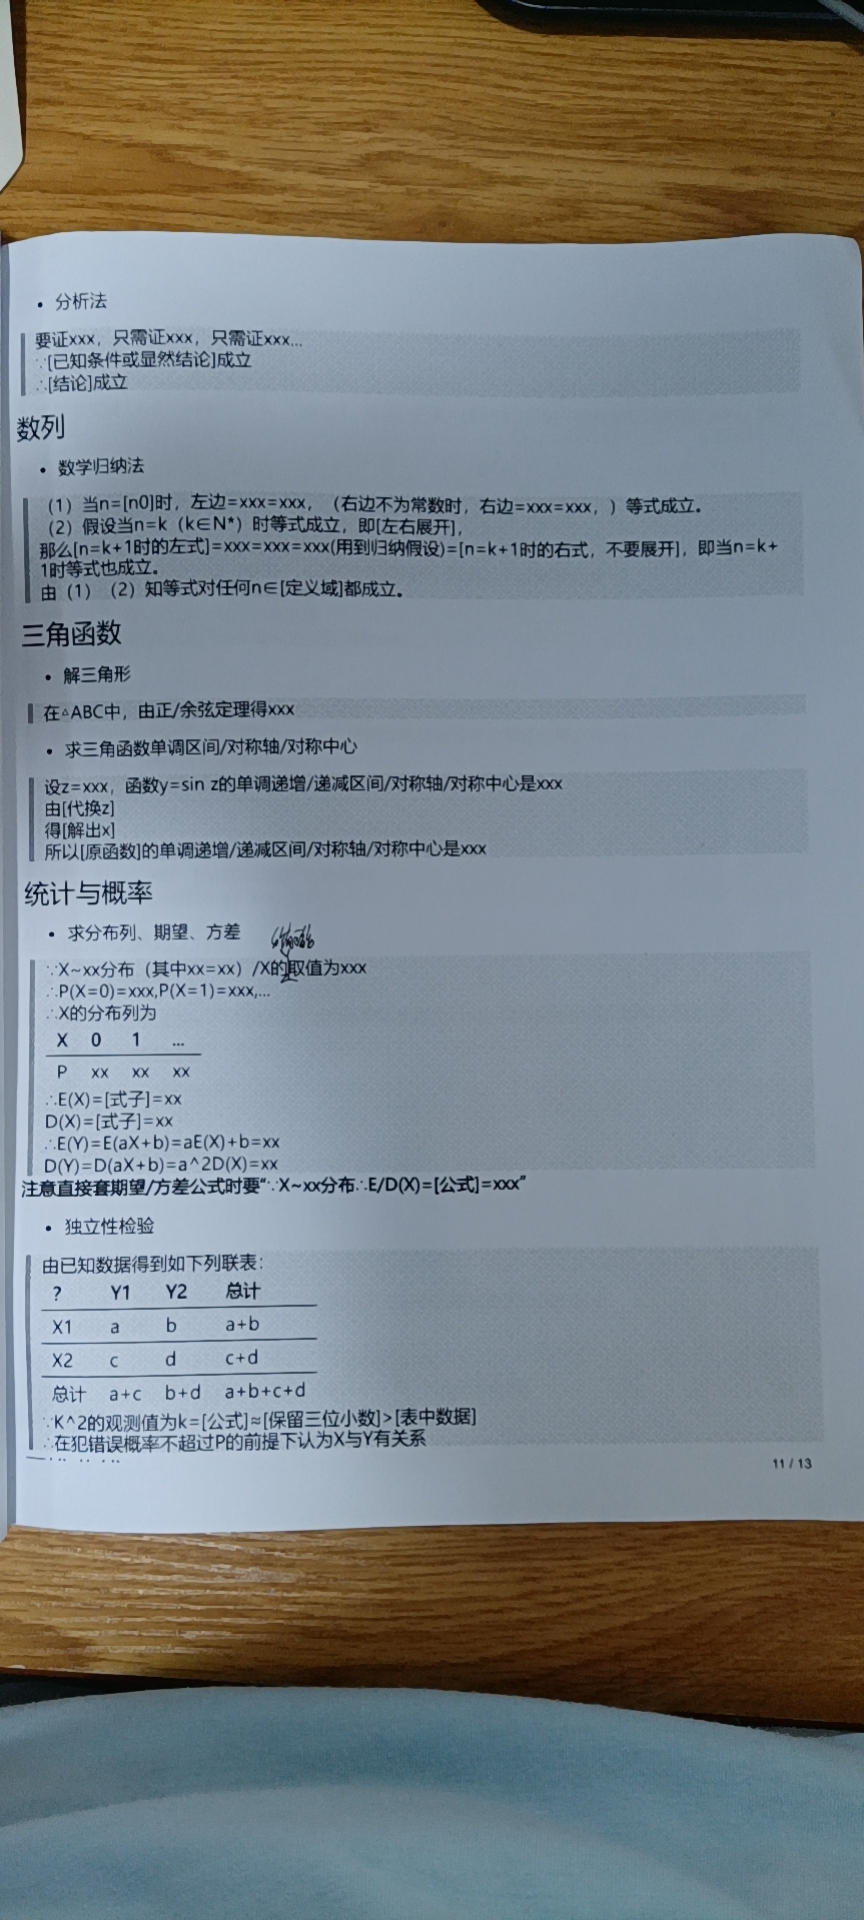 • 分析法
要证xxx，只需证xxx，只需证xxx...
∵[已知条件或显然结论]成立
∴[结论]成立
数列
• 数学归纳法
（1）当n=[n0]时，左边=xxx=xxx，（右边不为常数时，右边=xxx=xxx，）等式成立。
（2）假设当n=k（k∈N*）时等式成立，即[左右展开]，
那么[n=k+1时的左式]=xxx=xxx=xxx(用到归纳假设)=[n=k+1时的右式，不要展开]，即当n=k+
1时等式也成立。
由（1）（2）知等式对任何n∈[定义域]都成立。
三角函数
• 解三角形
在△ABC中，由正/余弦定理得xxx
• 求三角函数单调区间/对称轴/对称中心
设z=xxx，函数y=sin z的单调递增/递减区间/对称轴/对称中心是xxx
由[代换z]
得[解出x]
所以[原函数]的单调递增/递减区间/对称轴/对称中心是xxx
统计与概率
• 求分布列、期望、方差
∵X~xx分布（其中xx=xx）/X的取值为xxx
∴P(X=0)=xxx,P(X=1)=xxx,...
∴X的分布列为
X 0 1 ...
P xx xx xx
∴E(X)=[式子]=xx
D(X)=[式子]=xx
∴E(Y)=E(aX+b)=aE(X)+b=xx
D(Y)=D(aX+b)=a^2D(X)=xx
注意直接套期望/方差公式时要“∵X~xx分布∴E/D(X)=[公式]=xxx”
• 独立性检验
由已知数据得到如下列联表：
? Y1 Y2 总计
X1 a b a+b
X2 c d c+d
总计 a+c b+d a+b+c+d
∵K^2的观测值为k=[公式]≈[保留三位小数]>[表中数据]
∴在犯错误概率不超过P的前提下认为X与Y有关系
11 / 13